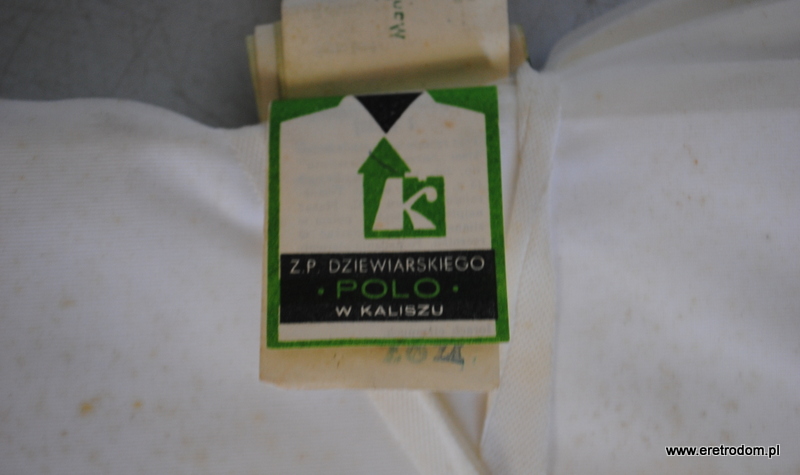 k
Z.P. DZIEWIARSKIEGO
· POLO ·
W KALISZU
www.eretrodom.pl